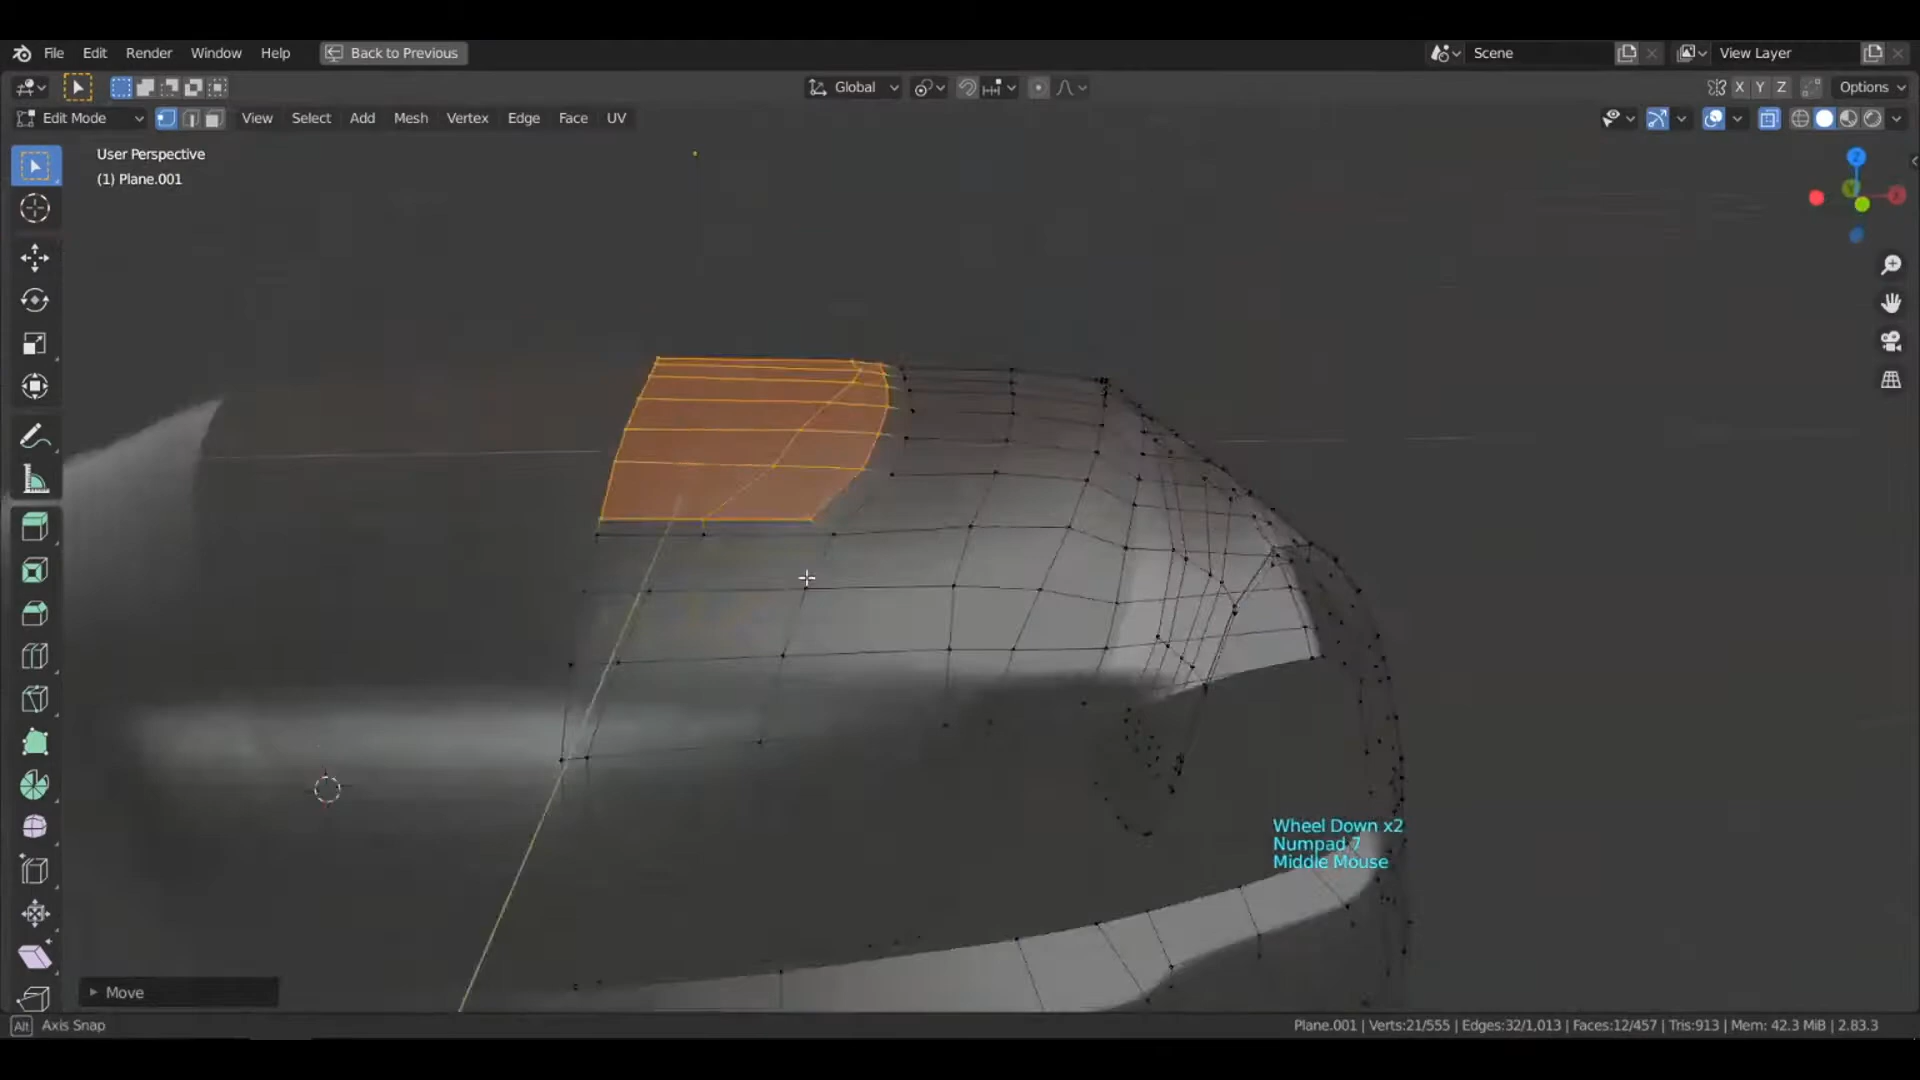 File Edit Render Window Help Back to Previous Scene View Layer
Global X Y Z Options
Edit Mode View Select Add Mesh Vertex Edge Face UV
User Perspective
(1) Plane.001
Wheel Down x2
Numpad 7
Middle Mouse
Move
Alt Axis Snap Plane.001 | Verts:21/555 | Edges:32/1,013 | Faces:12/457 | Tris:913 | Mem: 42.3 MiB | 2.83.3